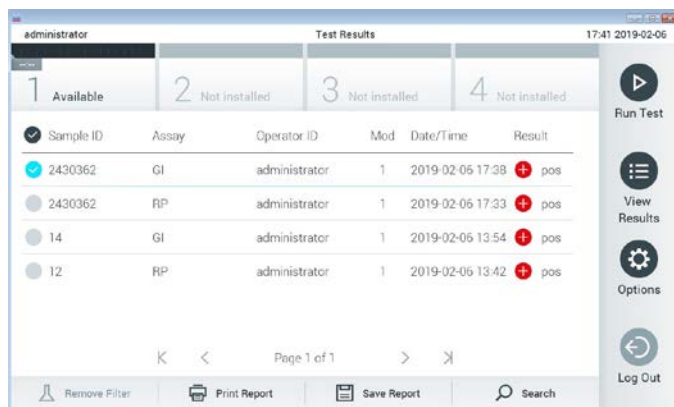 administrator Test Results 17:41 2019-02-06
1 Available 2 Not installed 3 Not installed 4 Not installed
Run Test
Sample ID Assay Operator ID Mod Date/Time Result
2430362 GI administrator 1 2019-02-06 17:38 pos
2430362 RP administrator 1 2019-02-06 17:33 pos
View
Results
14 GI administrator 1 2019-02-06 13:54 pos
12 RP administrator 1 2019-02-06 13:42 pos
Options
Page 1 of 1
Log Out
Remove Filter Print Report Save Report Search